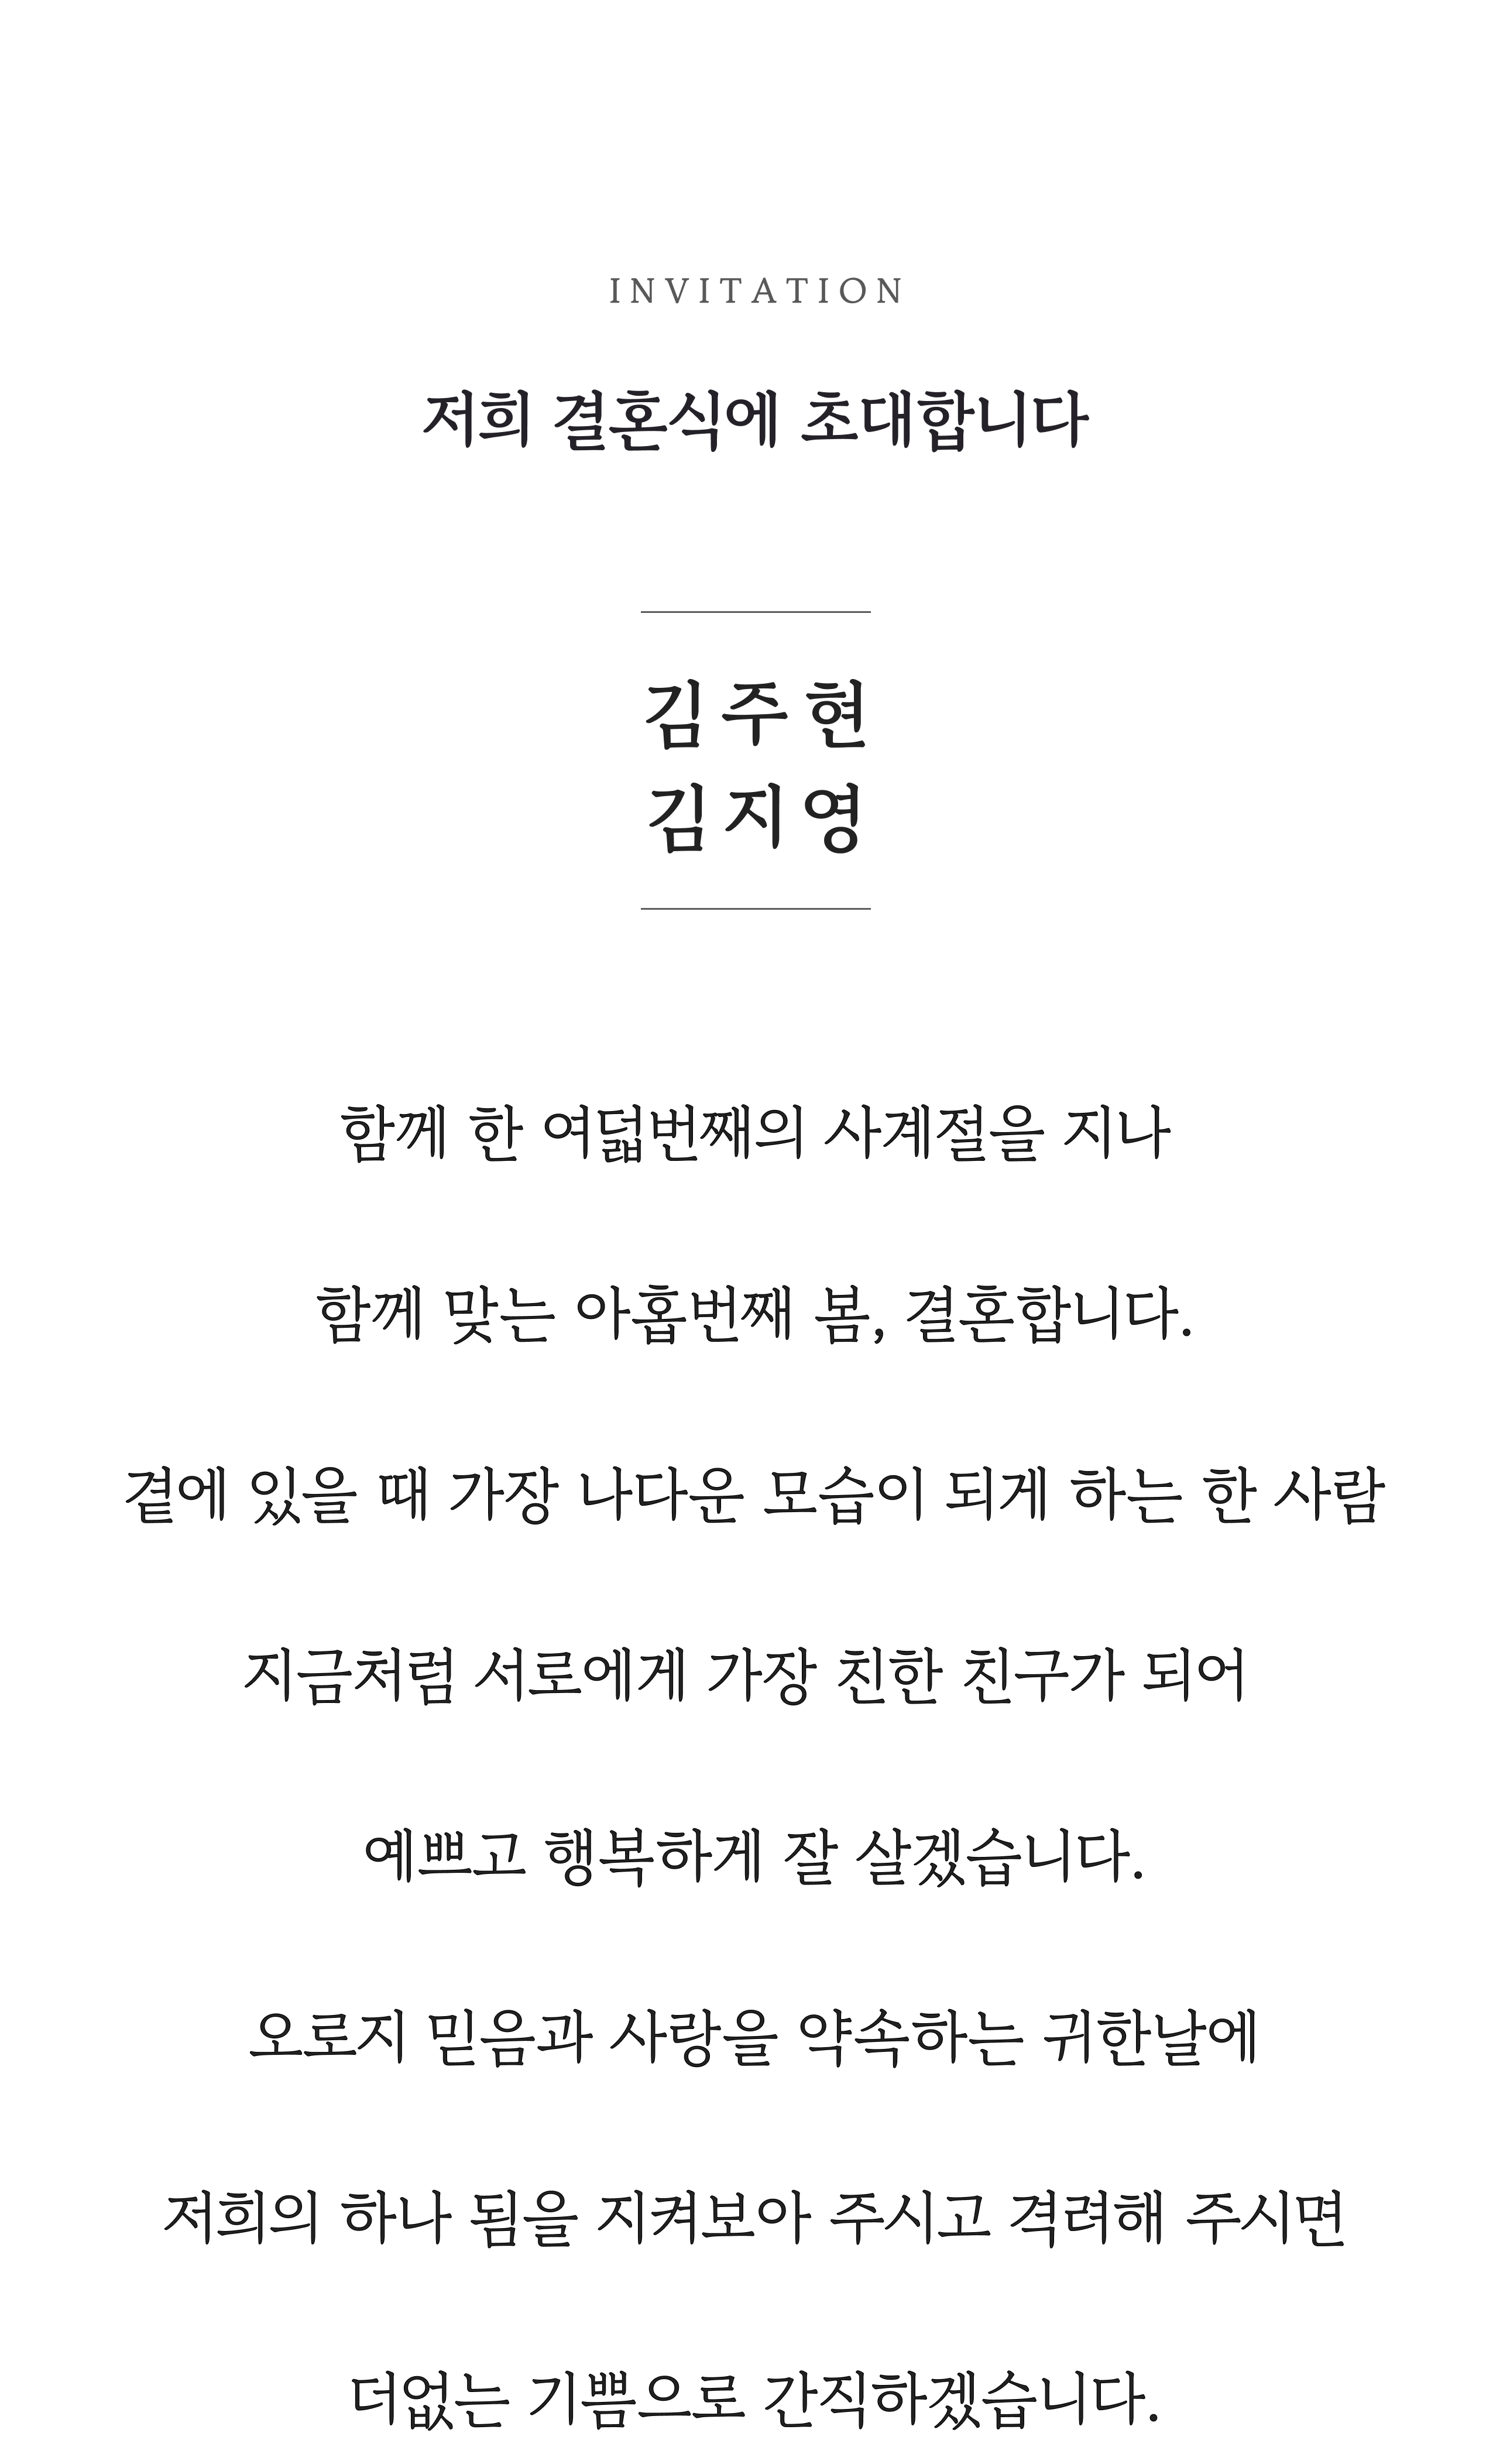 INVITATION
저희 결혼식에 초대합니다
김주현
김지영
함께 한 여덟번째의 사계절을 지나
함께 맞는 아홉번째 봄, 결혼합니다.
곁에 있을 때 가장 나다운 모습이 되게 하는 한 사람
지금처럼 서로에게 가장 친한 친구가 되어
예쁘고 행복하게 잘 살겠습니다.
오로지 믿음과 사랑을 약속하는 귀한날에
저희의 하나 됨을 지켜보아 주시고 격려해 주시면
더없는 기쁨으로 간직하겠습니다.